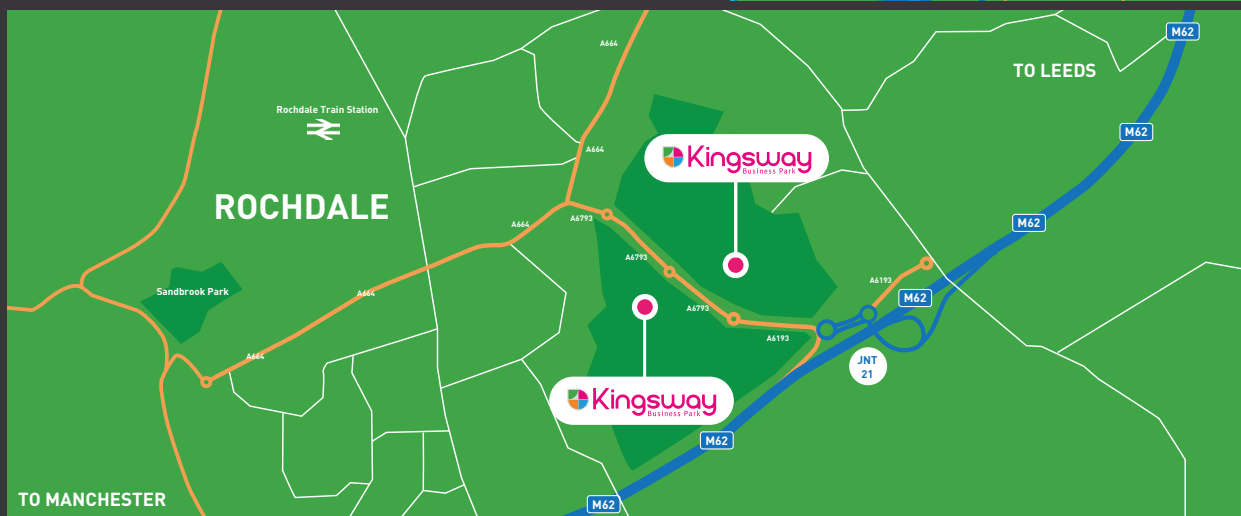 M62
A664
TO LEEDS
Rochdale Train Station
M62
A664
Kingsway
Business Park
ROCHDALE
A6793
A664
M62
A6793
A6193
Sandbrook Park
A664
M62
A6793
A6193
A664
JNT
21
Kingsway
Business Park
M62
TO MANCHESTER
M62